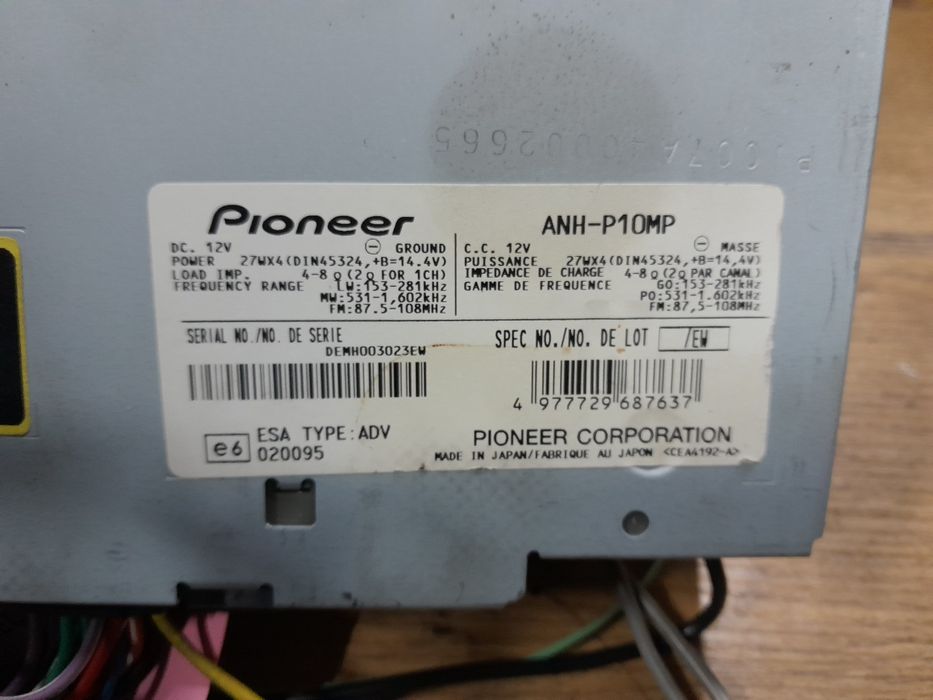 Pioneer
ANH-P10MP
DC. 12V ⊖ GROUND
POWER 27WX4(DIN45324,+B=14.4V)
LOAD IMP. 4-8 Ω (2Ω FOR 1CH)
FREQUENCY RANGE LW:153-281kHz
MW:531-1,602kHz
FM:87.5-108MHz
C.C. 12V ⊖ MASSE
PUISSANCE 27WX4(DIN45324,+B=14,4V)
IMPEDANCE DE CHARGE 4-8Ω (2Ω PAR CANAL)
GAMME DE FREQUENCE GO:153-281kHz
PO:531-1.602kHz
FM:87,5-108MHz
SERIAL NO./NO. DE SERIE
DEMH003023EW
SPEC NO./NO. DE LOT /EW
4 977729 687637
e6 ESA TYPE:ADV
020095
PIONEER CORPORATION
MADE IN JAPAN/FABRIQUE AU JAPON <CEA4192-A>